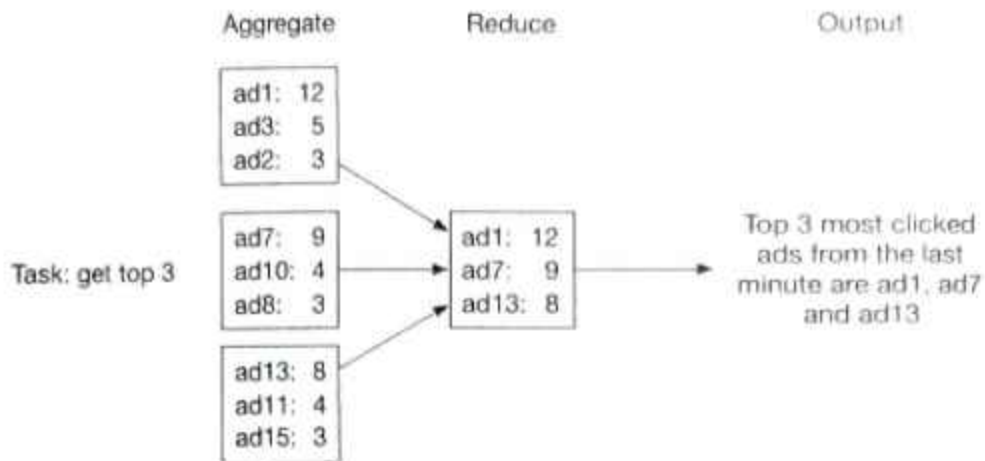 Aggregate Reduce Output
ad1: 12
ad3: 5
ad2: 3
Task: get top 3
ad7: 9
ad10: 4
ad8: 3
ad13: 8
ad11: 4
ad15: 3
ad1: 12
ad7: 9
ad13: 8
Top 3 most clicked
ads from the last
minute are ad1, ad7
and ad13